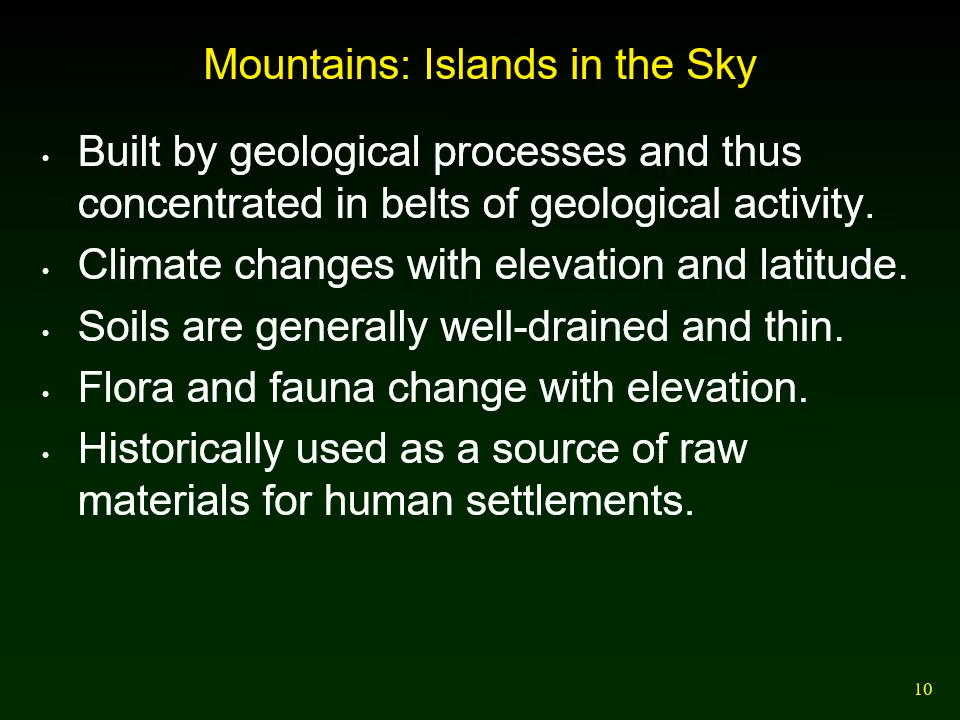 Mountains: Islands in the Sky
• Built by geological processes and thus
concentrated in belts of geological activity.
• Climate changes with elevation and latitude.
• Soils are generally well-drained and thin.
• Flora and fauna change with elevation.
• Historically used as a source of raw
materials for human settlements.
10